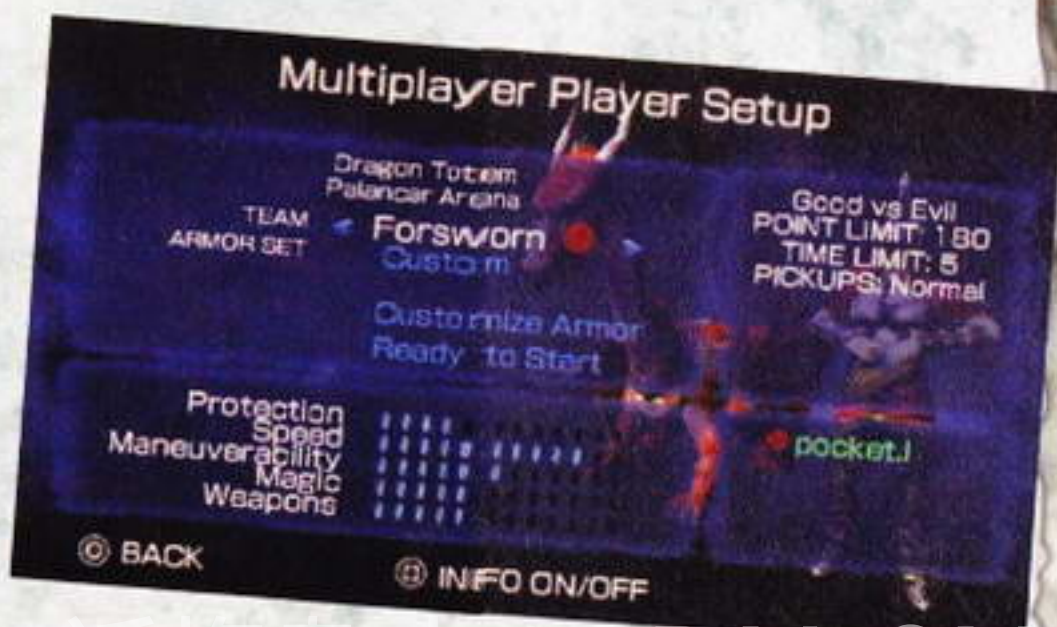 Multiplayer Player Setup
Dragon Totem
Palancar Arena
TEAM Forsworn
ARMOR SET Custom
Customize Armor
Ready to Start
Good vs Evil
POINT LIMIT: 180
TIME LIMIT: 5
PICKUPS: Normal
Protection
Speed
Maneuverability
Magic
Weapons
pocket.l
BACK
INFO ON/OFF